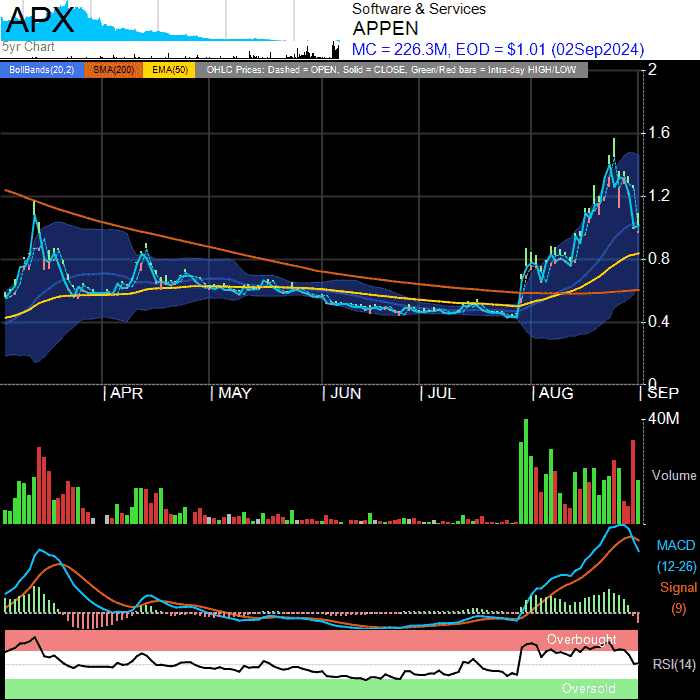 APX
5yr Chart
Software & Services
APPEN
MC = 226.3M, EOD = $1.01 (02Sep2024)
BollBands(20,2) SMA(200) EMA(50) OHLC Prices: Dashed = OPEN, Solid = CLOSE, Green/Red bars = Intra-day HIGH/LOW
2
1.6
1.2
0.8
0.4
0
APR MAY JUN JUL AUG SEP
40M
Volume
MACD
(12-26)
Signal
(9)
Overbought
RSI(14)
Oversold